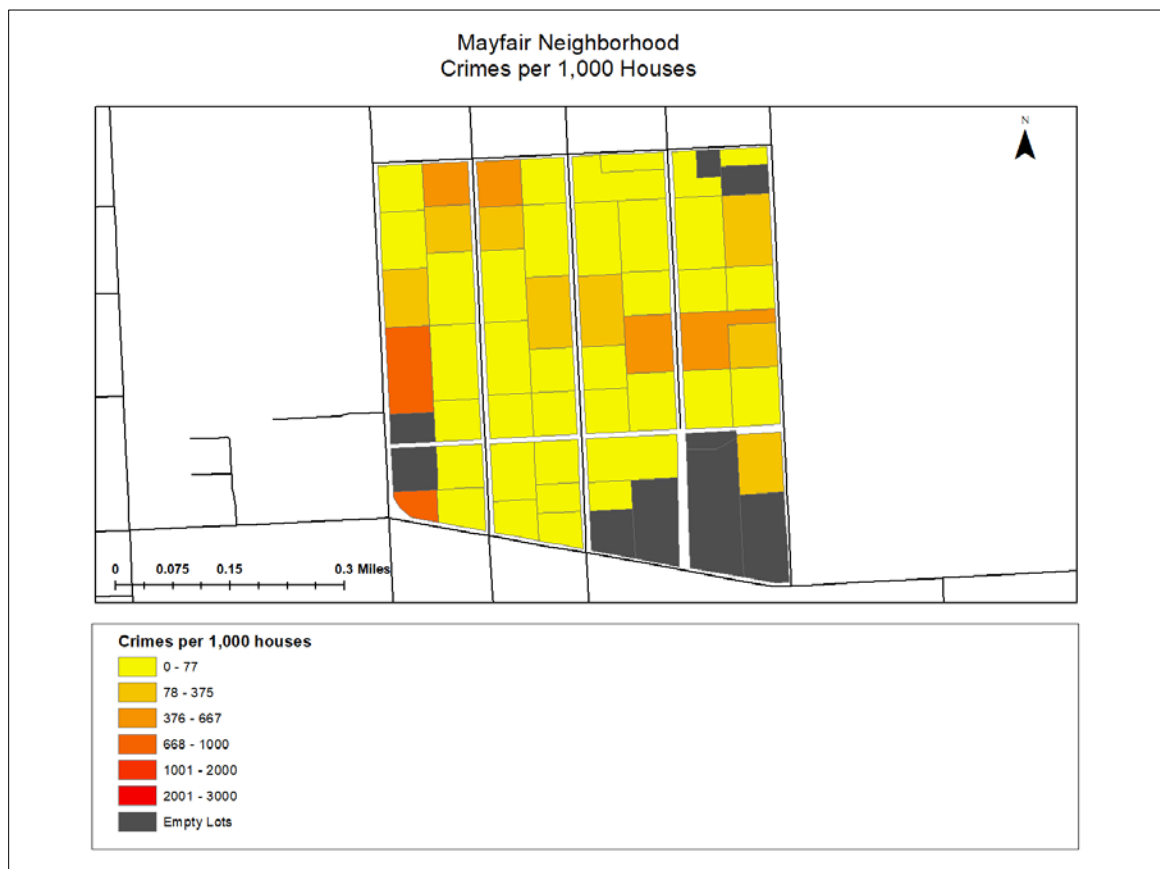 Mayfair Neighborhood
Crimes per 1,000 Houses
N
0 0.075 0.15 0.3 Miles
Crimes per 1,000 houses
0 - 77
78 - 375
376 - 667
668 - 1000
1001 - 2000
2001 - 3000
Empty Lots